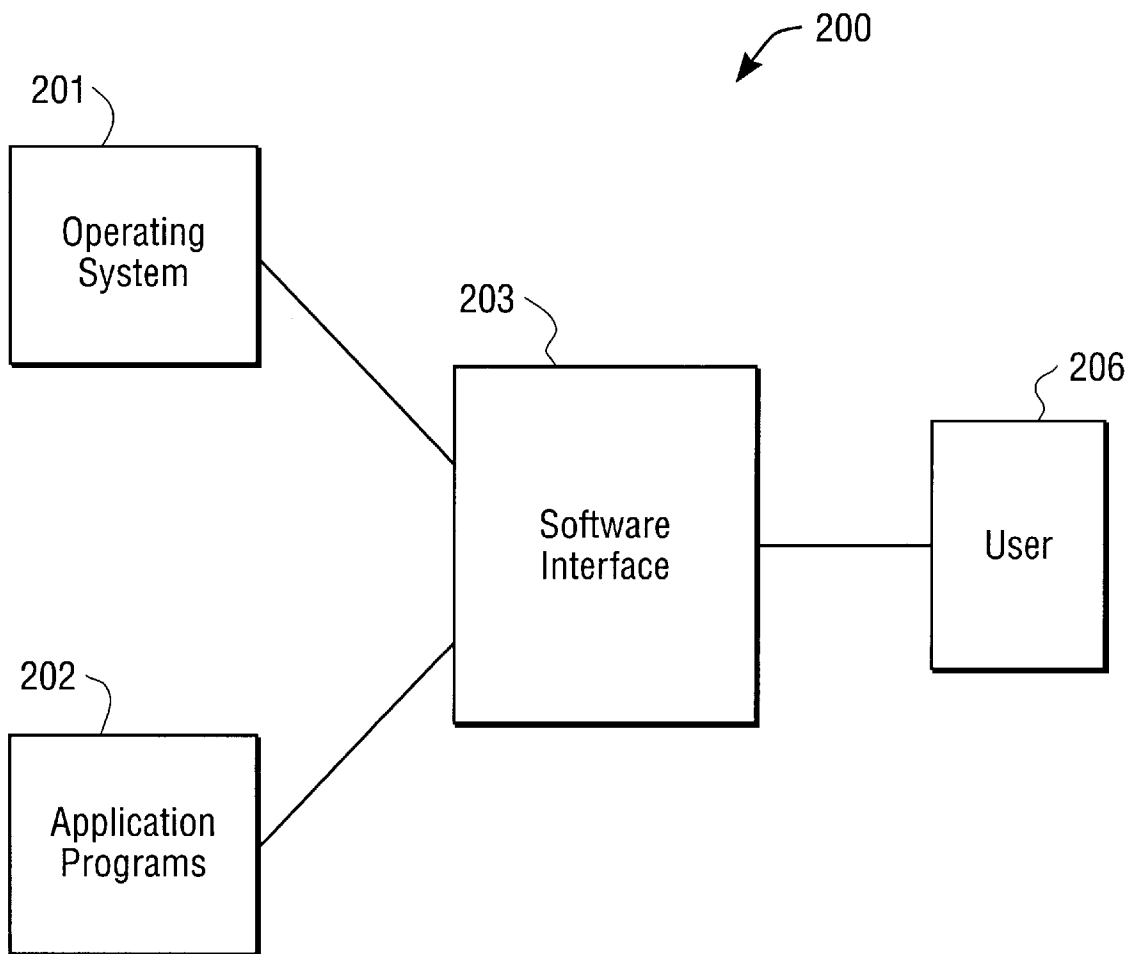 200
201
Operating
System
203
206
Software
Interface
User
202
Application
Programs